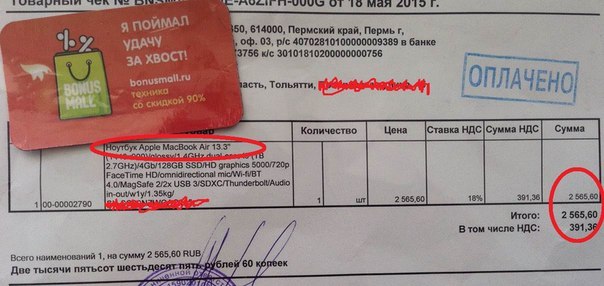 Товарный чек № от 18 мая 2015 г.
Я ПОЙМАЛ
УДАЧУ
ЗА ХВОСТ!
bonusmall.ru
техника
со скидкой 90%
BONUS
MALL
350, 614000, Пермский край, Пермь г,
, оф. 03, р/с 40702810100000009389 в банке
73756 к/с 30101810200000000756
ОПЛАЧЕНО
ласть, Тольятти,
Количество Цена Ставка НДС Сумма НДС Сумма
Ноутбук Apple MacBook Air 13.3"
2.7GHz)/4Gb/128GB SSD/HD graphics 5000/720p
FaceTime HD/omnidirectional mic/Wi-fi/BT
4.0/MagSafe 2/2x USB 3/SDXC/Thunderbolt/Audio
in-out/w1y/1.35kg/
1 00-00002790 1 шт 2 565,60 18% 391,36 2 565,60
Итого: 2 565,60
В том числе НДС: 391,36
Всего наименований 1, на сумму 2 565,60 RUB
Две тысячи пятьсот шестьдесят пять рублей 60 копеек